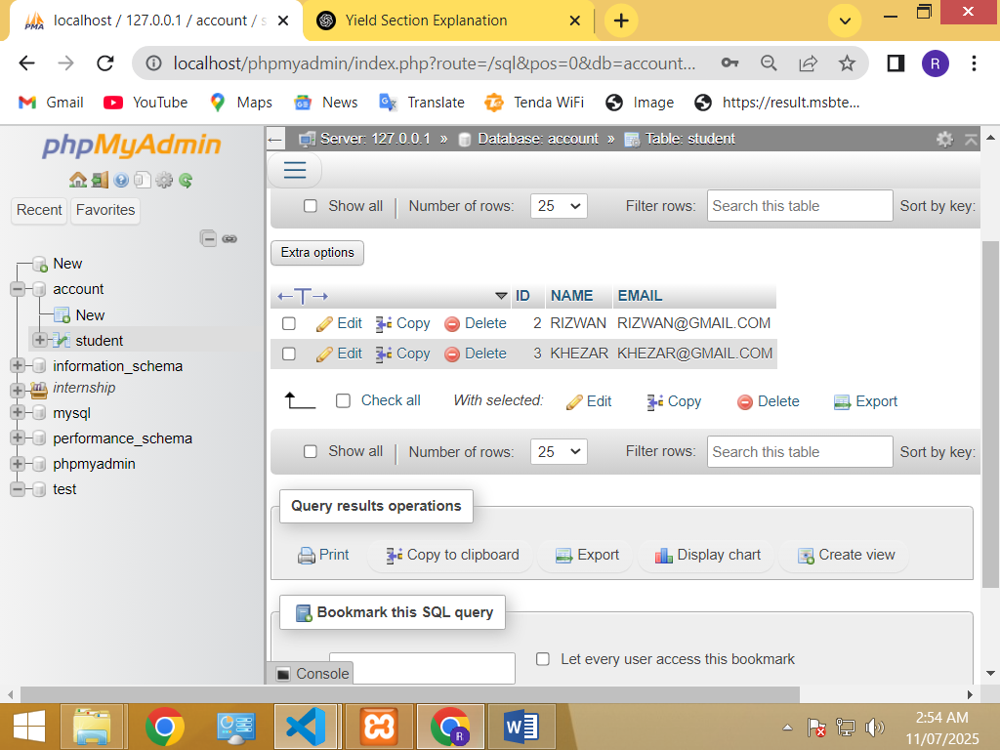 localhost / 127.0.0.1 / account / s
Yield Section Explanation
localhost/phpmyadmin/index.php?route=/sql&pos=0&db=account...
R
Gmail YouTube Maps News Translate Tenda WiFi Image https://result.msbte...
phpMyAdmin
Recent Favorites
New
account
New
student
information_schema
internship
mysql
performance_schema
phpmyadmin
test
Server: 127.0.0.1 » Database: account » Table: student
Show all Number of rows: 25 Filter rows: Search this table Sort by key:
Extra options
←T→ ID NAME EMAIL
Edit Copy Delete 2 RIZWAN RIZWAN@GMAIL.COM
Edit Copy Delete 3 KHEZAR KHEZAR@GMAIL.COM
Check all With selected: Edit Copy Delete Export
Show all Number of rows: 25 Filter rows: Search this table Sort by key:
Query results operations
Print Copy to clipboard Export Display chart Create view
Bookmark this SQL query
Let every user access this bookmark
Console
2:54 AM
11/07/2025